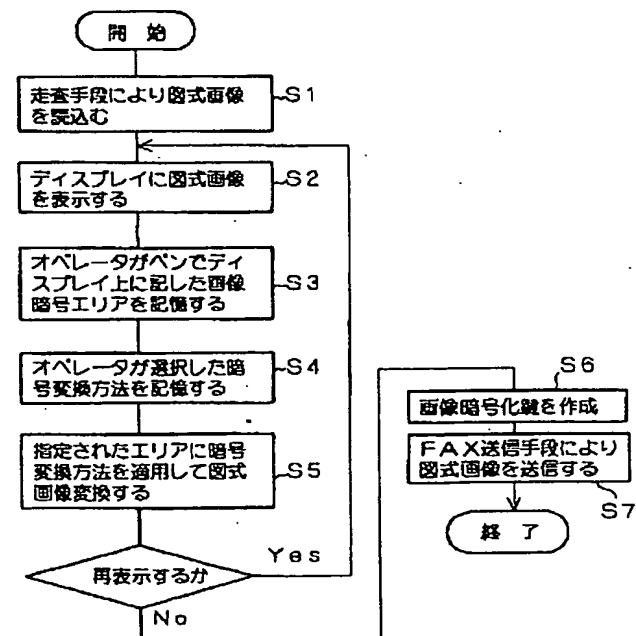 開 始
走査手段により図式画像
を読込む
S1
ディスプレイに図式画像
を表示する
S2
オペレータがペンでディ
スプレイ上に記した画像
暗号エリアを記憶する
S3
オペレータが選択した暗
号変換方法を記憶する
S4
指定されたエリアに暗号
変換方法を適用して図式
画像変換する
S5
再表示するか
Yes
No
S6
画像暗号化鍵を作成
FAX送信手段により
図式画像を送信する
S7
終 了